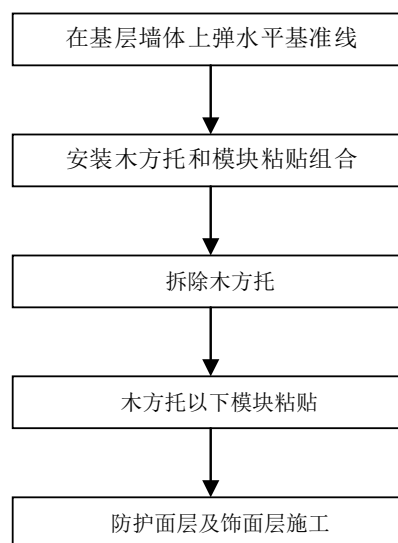 在基层墙体上弹水平基准线
安装木方托和模块粘贴组合
拆除木方托
木方托以下模块粘贴
防护面层及饰面层施工